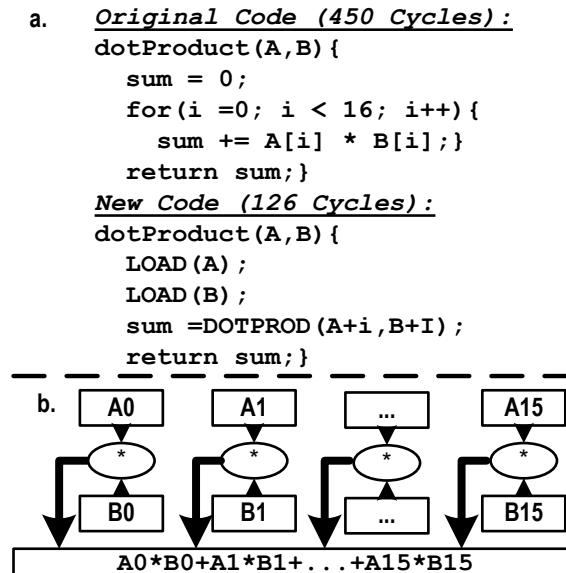 a. Original Code (450 Cycles):
dotProduct(A,B){
sum = 0;
for(i =0; i < 16; i++){
sum += A[i] * B[i];}
return sum;}
New Code (126 Cycles):
dotProduct(A,B){
LOAD(A);
LOAD(B);
sum =DOTPROD(A+i,B+I);
return sum;}
b. A0 A1 ... A15
* * * *
B0 B1 ... B15
A0*B0+A1*B1+...+A15*B15